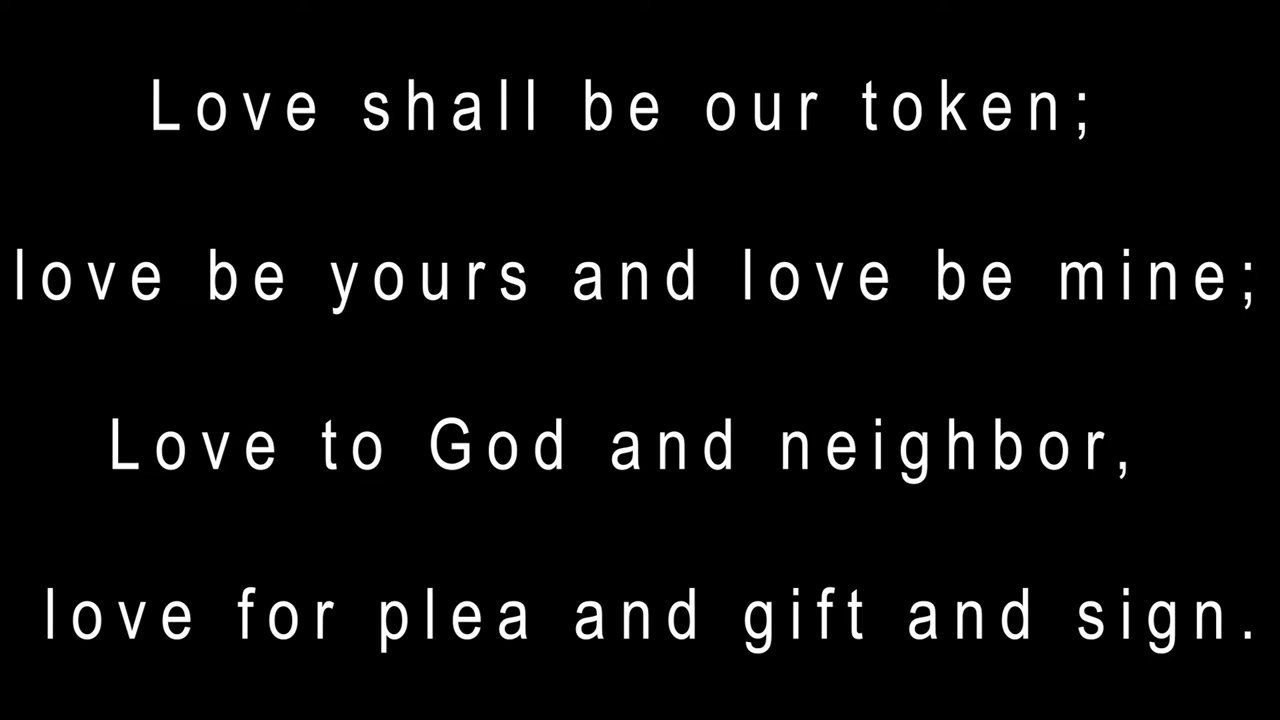 Love shall be our token;
love be yours and love be mine;
Love to God and neighbor,
love for plea and gift and sign.